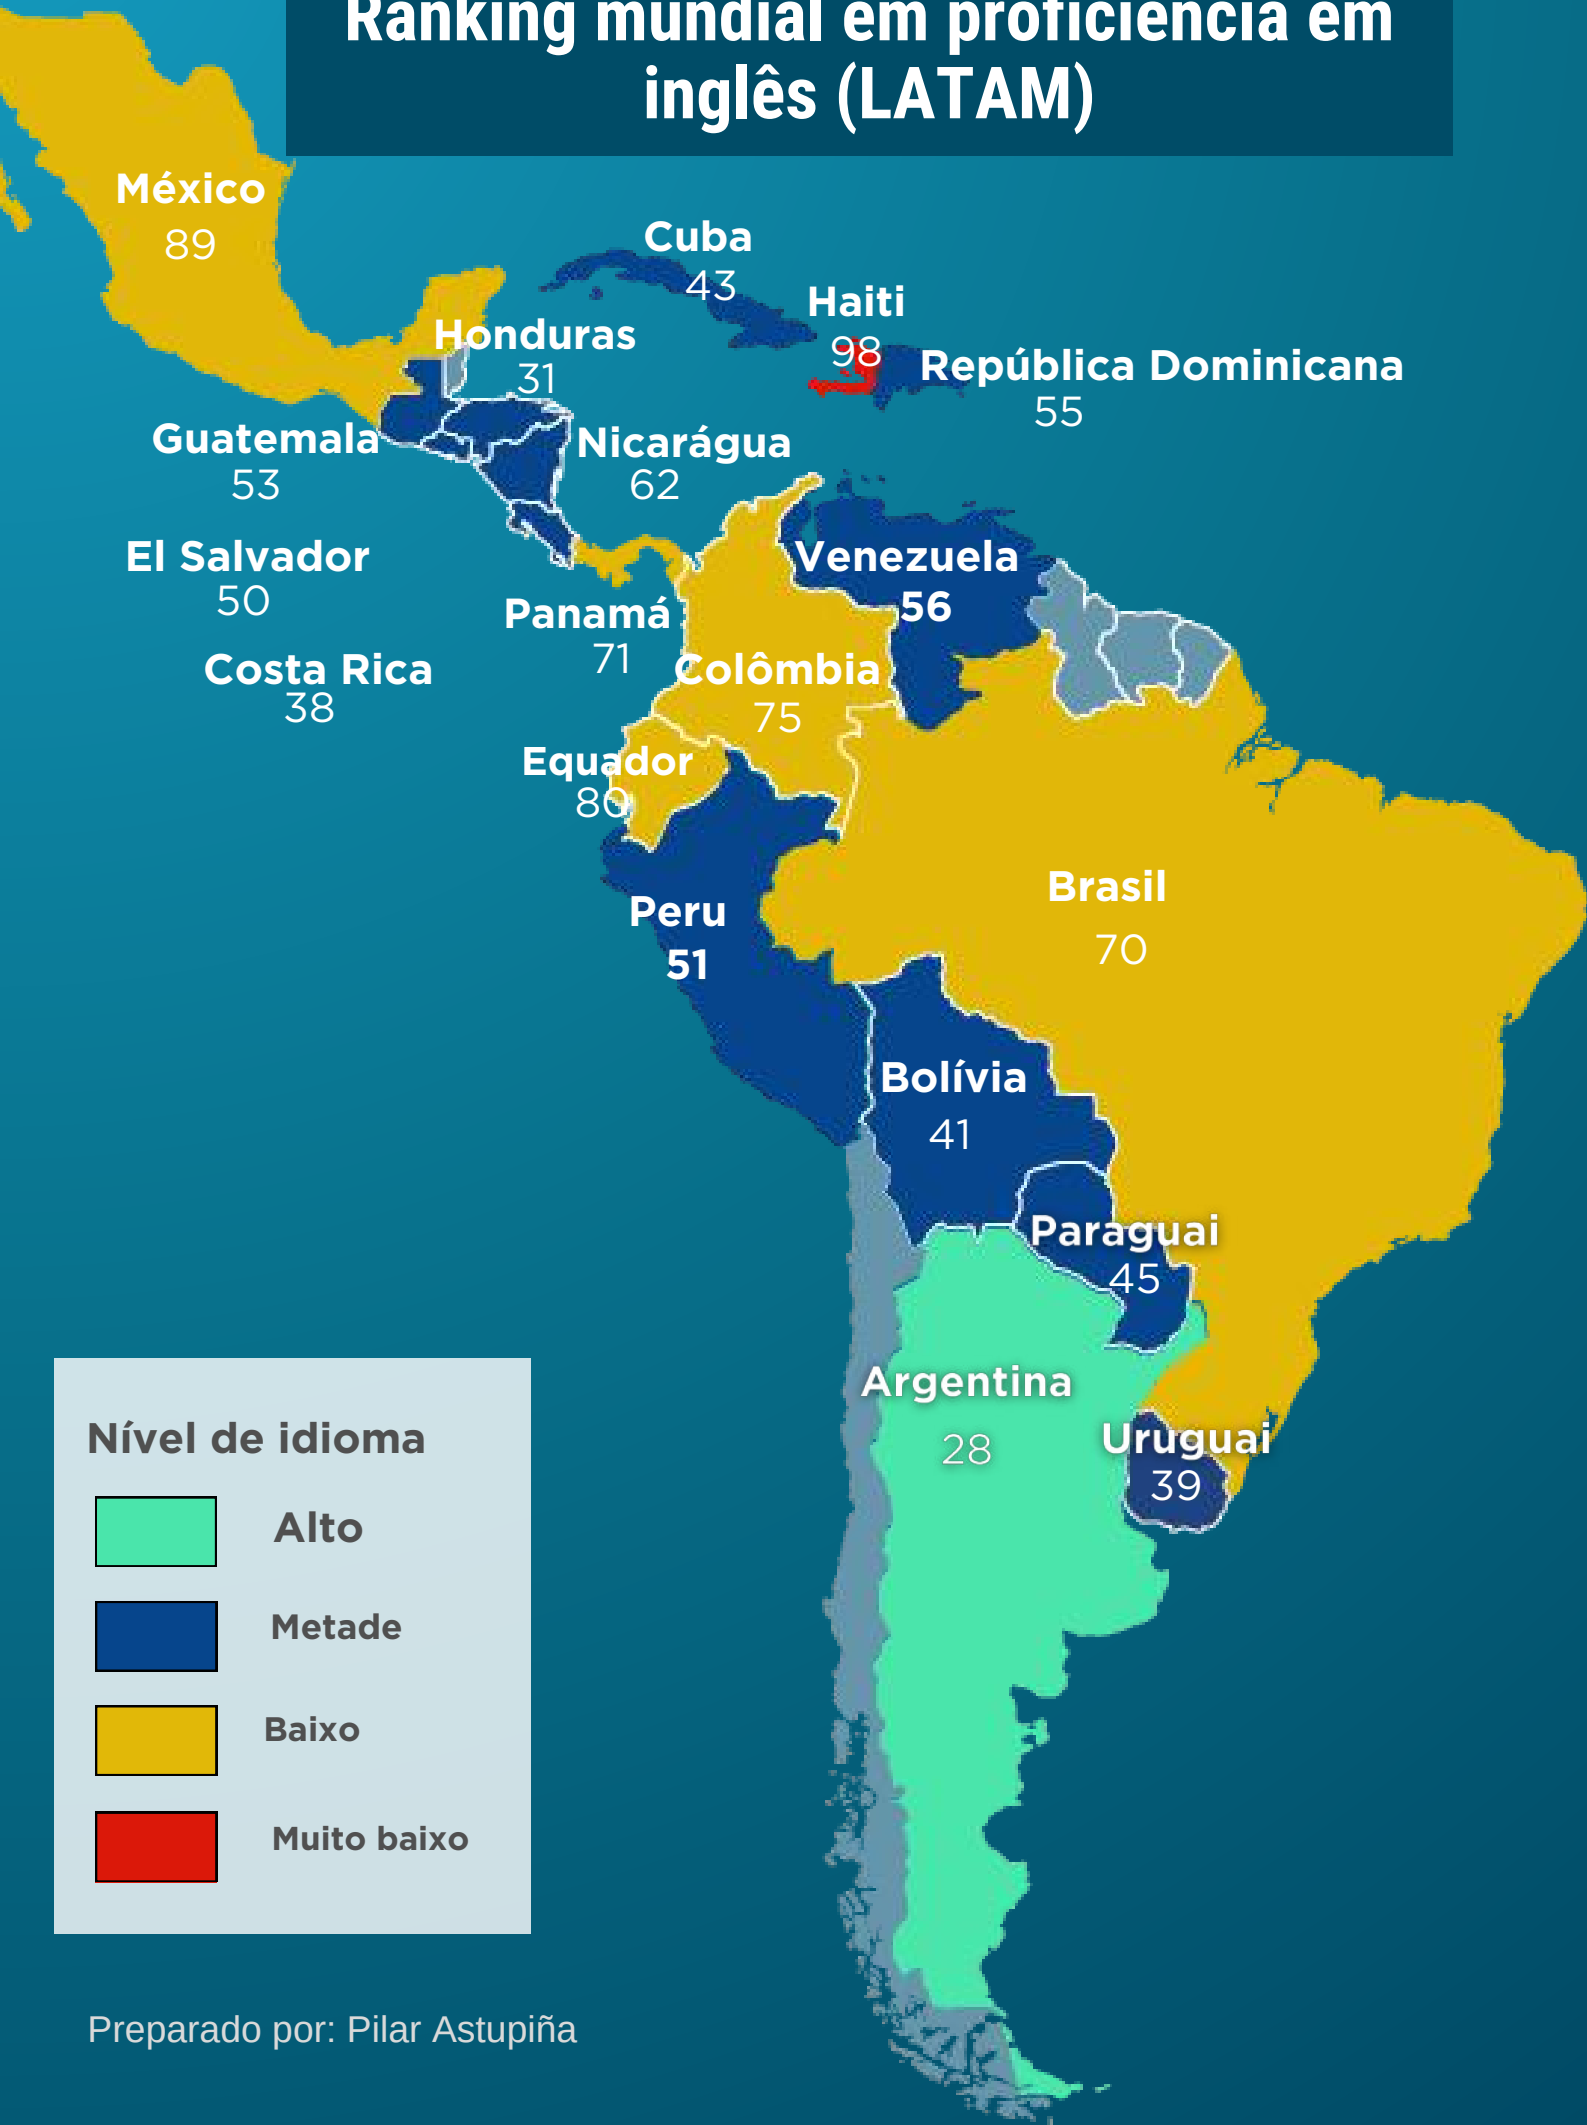 Ranking mundial em proficiência em
inglês (LATAM)
México
89
Cuba
43
Haiti
98
Honduras
31
República Dominicana
55
Guatemala
53
Nicarágua
62
El Salvador
50
Venezuela
56
Panamá
71
Costa Rica
38
Colômbia
75
Equador
80
Brasil
70
Peru
51
Bolívia
41
Paraguai
45
Argentina
28
Uruguai
39
Nível de idioma
Alto
Metade
Baixo
Muito baixo
Preparado por: Pilar Astupiña